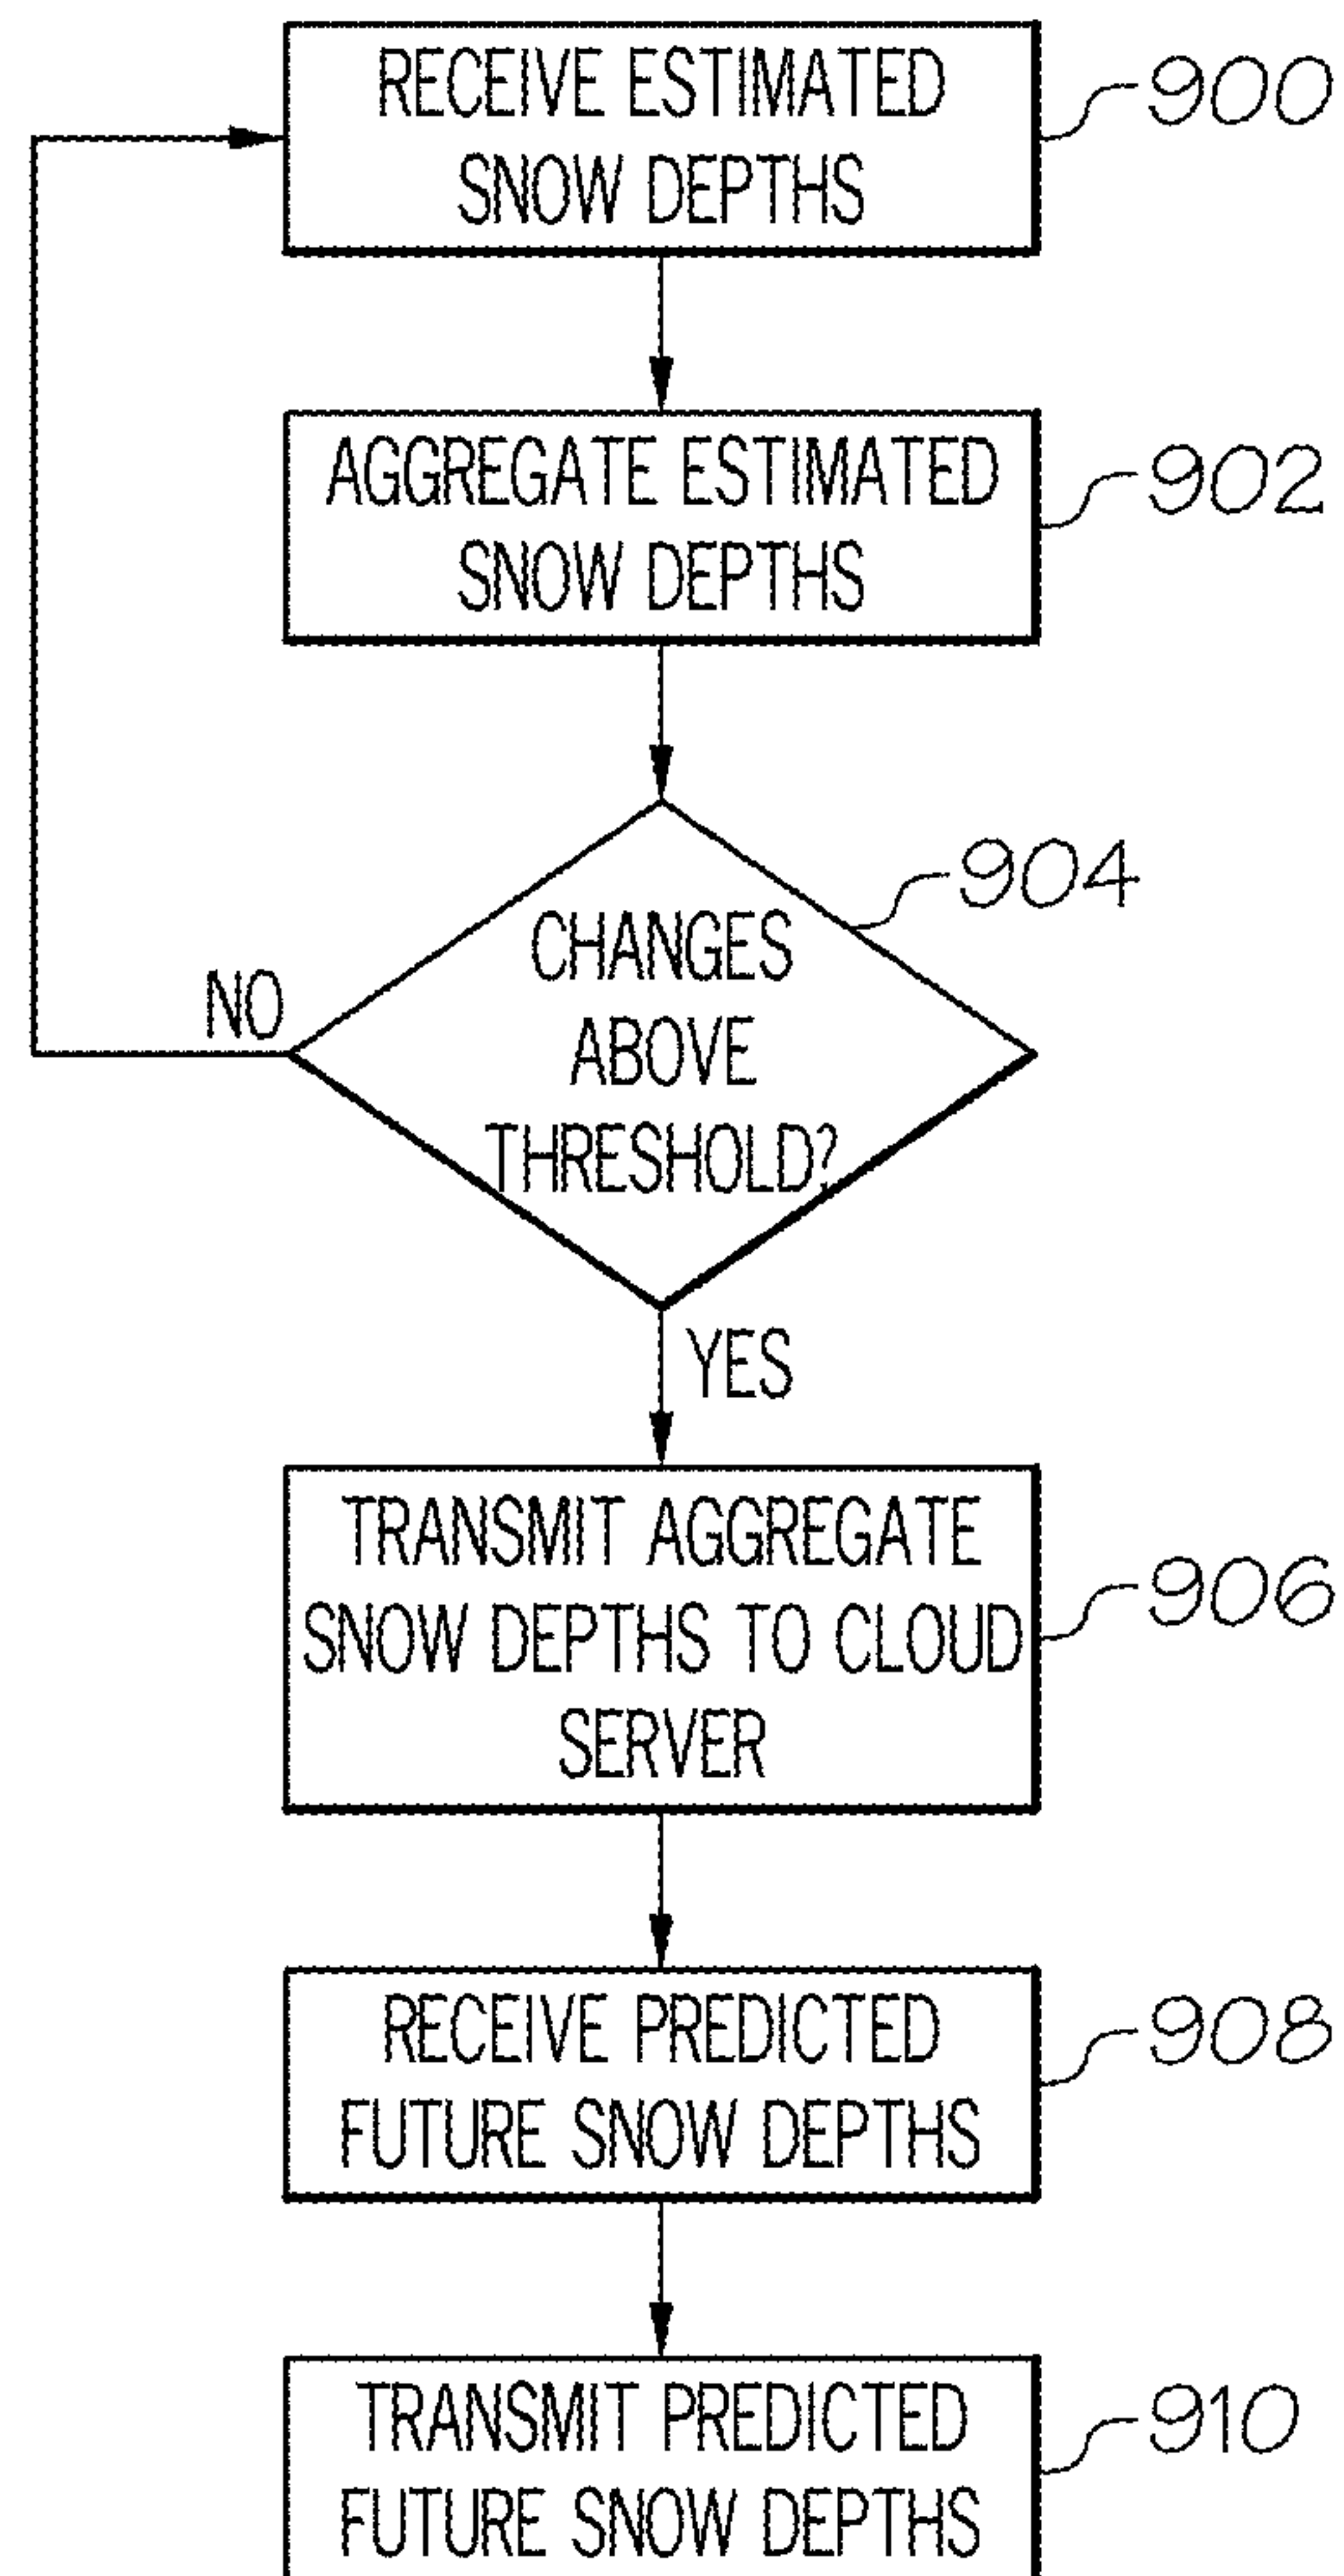 RECEIVE ESTIMATED
SNOW DEPTHS
900
AGGREGATE ESTIMATED
SNOW DEPTHS
902
904
CHANGES
ABOVE
THRESHOLD?
NO
YES
TRANSMIT AGGREGATE
SNOW DEPTHS TO CLOUD
SERVER
906
RECEIVE PREDICTED
FUTURE SNOW DEPTHS
908
TRANSMIT PREDICTED
FUTURE SNOW DEPTHS
910